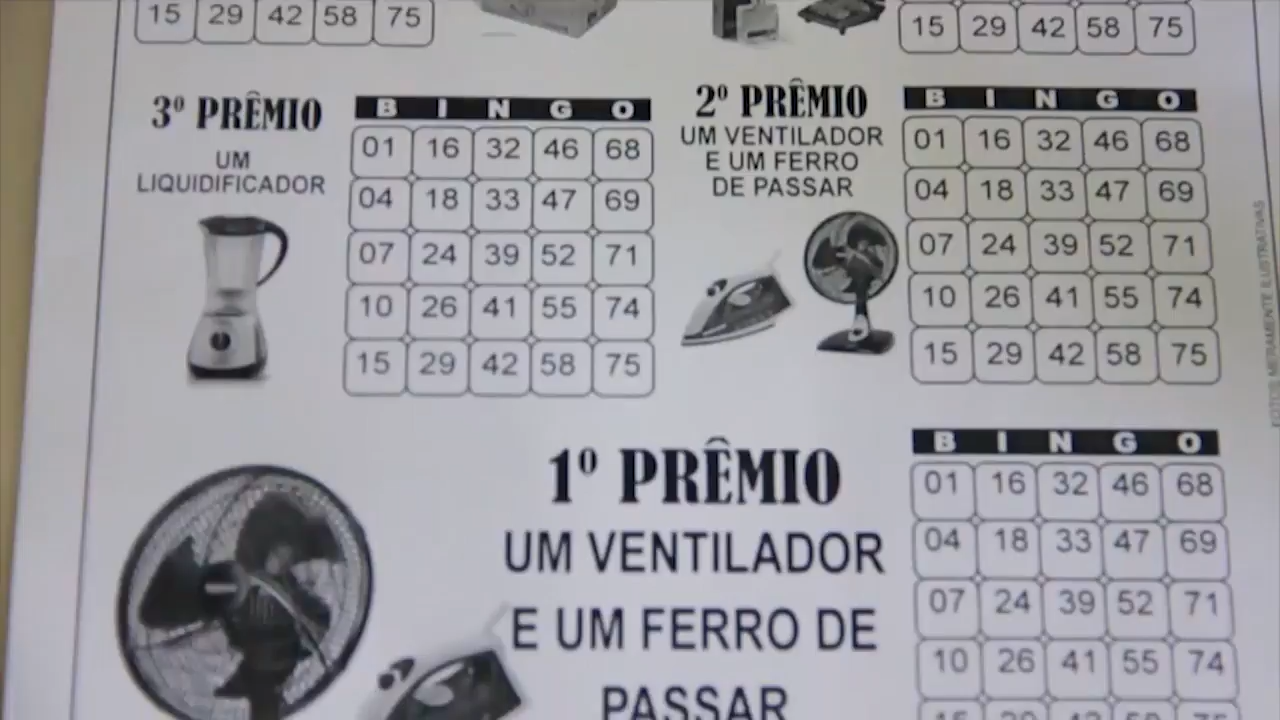 15 29 42 58 75
15 29 42 58 75
3º PRÊMIO
UM
LIQUIDIFICADOR
B I N G O
01 16 32 46 68
04 18 33 47 69
07 24 39 52 71
10 26 41 55 74
15 29 42 58 75
2º PRÊMIO
UM VENTILADOR
E UM FERRO
DE PASSAR
B I N G O
01 16 32 46 68
04 18 33 47 69
07 24 39 52 71
10 26 41 55 74
15 29 42 58 75
FOTOS MERAMENTE ILUSTRATIVAS
1º PRÊMIO
UM VENTILADOR
E UM FERRO DE
PASSAR
B I N G O
01 16 32 46 68
04 18 33 47 69
07 24 39 52 71
10 26 41 55 74